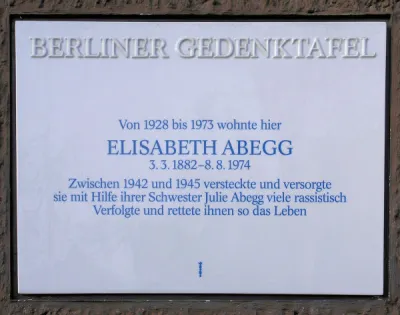 BERLINER GEDENKTAFEL
Von 1928 bis 1973 wohnte hier
ELISABETH ABEGG
3. 3. 1882–8. 8. 1974
Zwischen 1942 und 1945 versteckte und versorgte
sie mit Hilfe ihrer Schwester Julie Abegg viele rassistisch
Verfolgte und rettete ihnen so das Leben